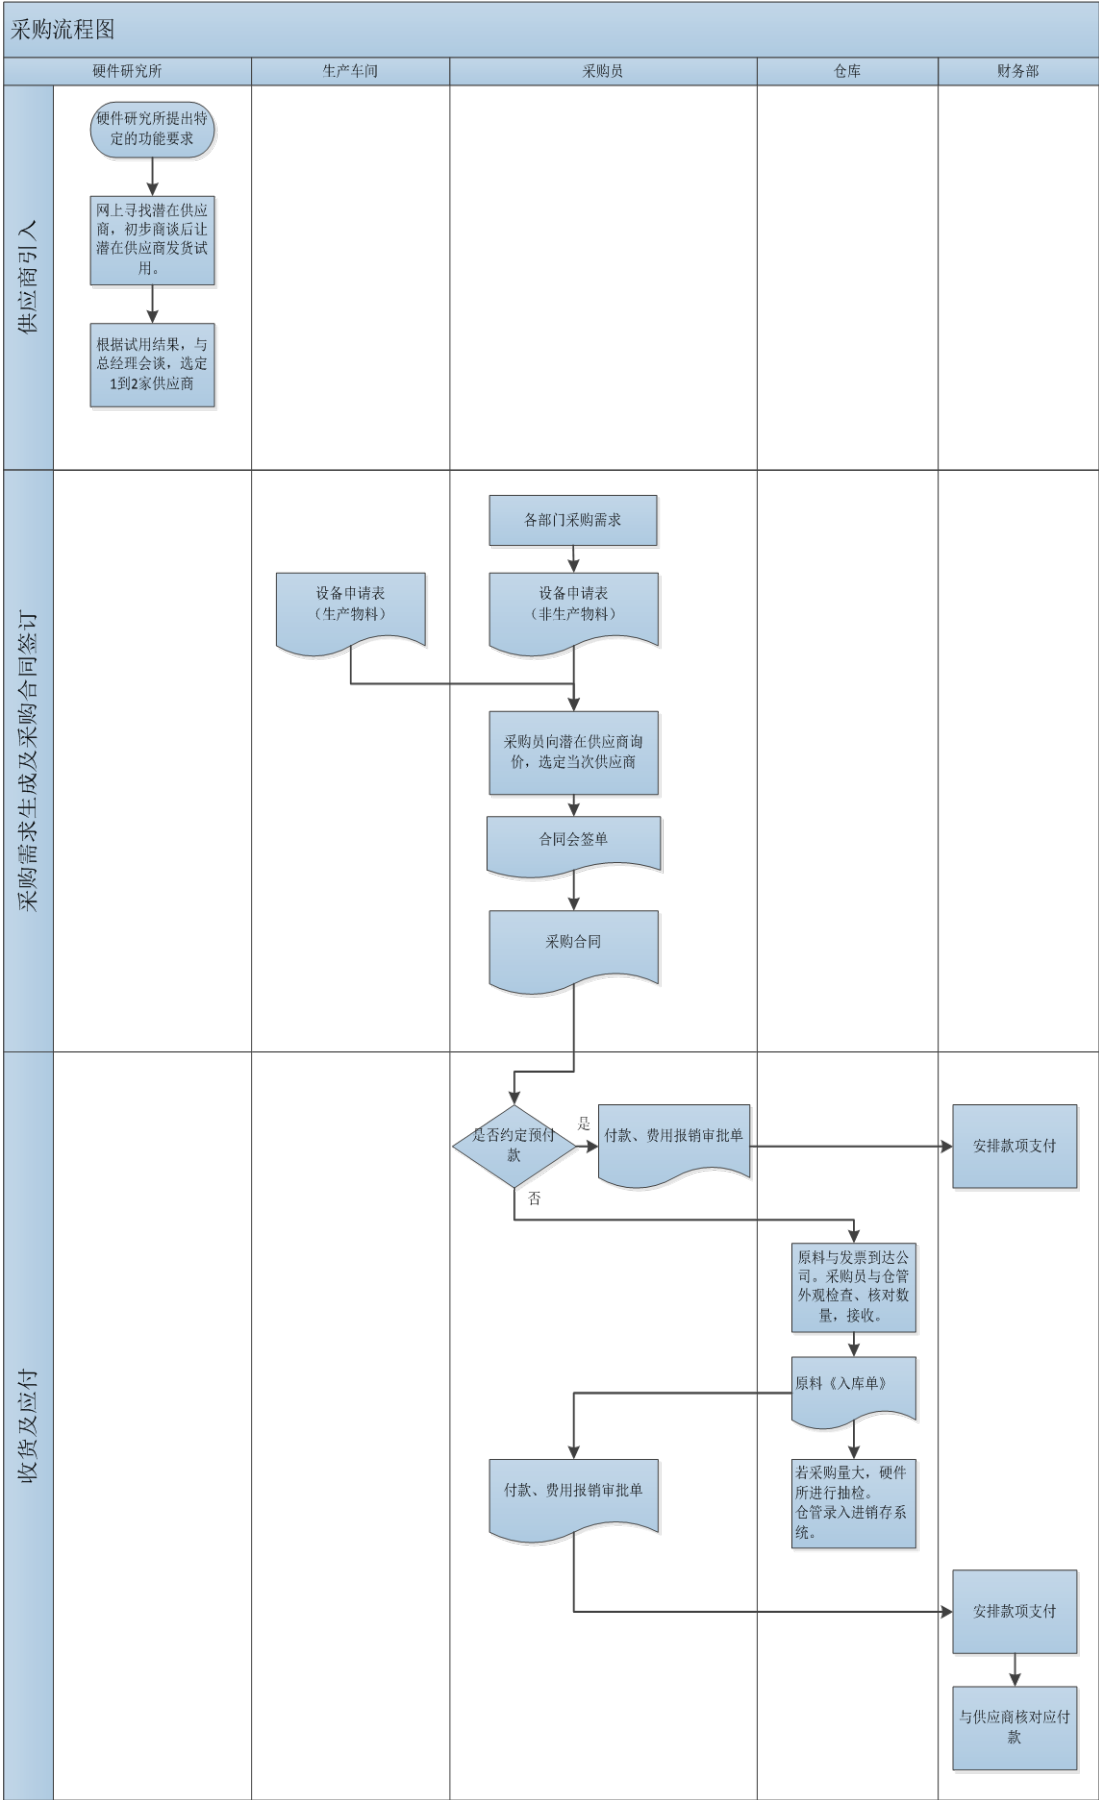 采购流程图
硬件研究所
生产车间
采购员
仓库
财务部
供应商引入
硬件研究所提出特
定的功能要求
网上寻找潜在供应
商，初步商谈后让
潜在供应商发货试
用。
根据试用结果，与
总经理会谈，选定
1到2家供应商
采购需求生成及采购合同签订
各部门采购需求
设备申请表
（生产物料）
设备申请表
（非生产物料）
采购员向潜在供应商询
价，选定当次供应商
合同会签单
采购合同
收货及应付
是否约定预付
款
是
否
付款、费用报销审批单
安排款项支付
原料与发票到达公
司。采购员与仓管
外观检查、核对数
量，接收。
原料《入库单》
付款、费用报销审批单
若采购量大，硬件
所进行抽检。
仓管录入进销存系
统。
安排款项支付
与供应商核对应付
款